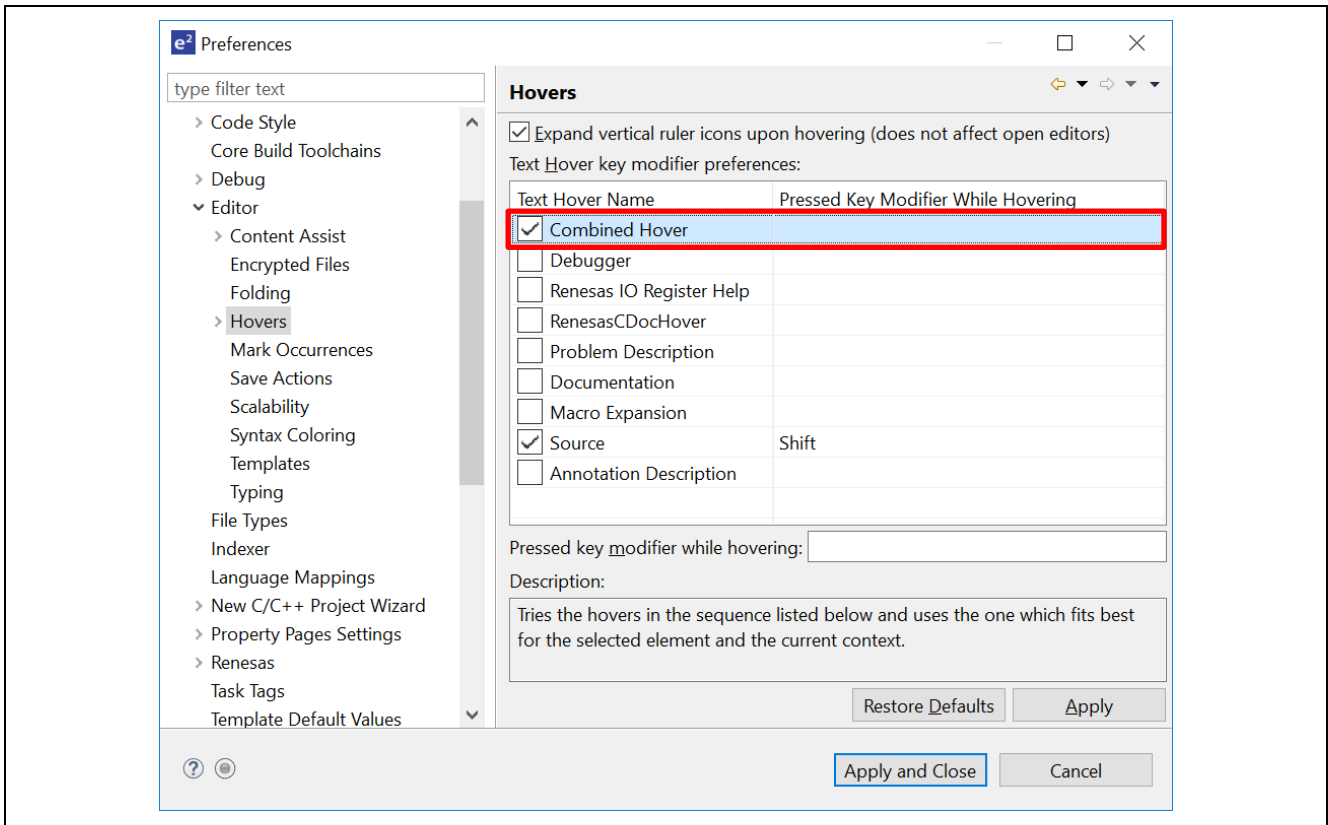 e² Preferences
type filter text
Code Style
Core Build Toolchains
Debug
Editor
Content Assist
Encrypted Files
Folding
Hovers
Mark Occurrences
Save Actions
Scalability
Syntax Coloring
Templates
Typing
File Types
Indexer
Language Mappings
New C/C++ Project Wizard
Property Pages Settings
Renesas
Task Tags
Template Default Values
Hovers
Expand vertical ruler icons upon hovering (does not affect open editors)
Text Hover key modifier preferences:
Text Hover Name Pressed Key Modifier While Hovering
Combined Hover
Debugger
Renesas IO Register Help
RenesasCDocHover
Problem Description
Documentation
Macro Expansion
Source Shift
Annotation Description
Pressed key modifier while hovering:
Description:
Tries the hovers in the sequence listed below and uses the one which fits best
for the selected element and the current context.
Restore Defaults Apply
? Apply and Close Cancel